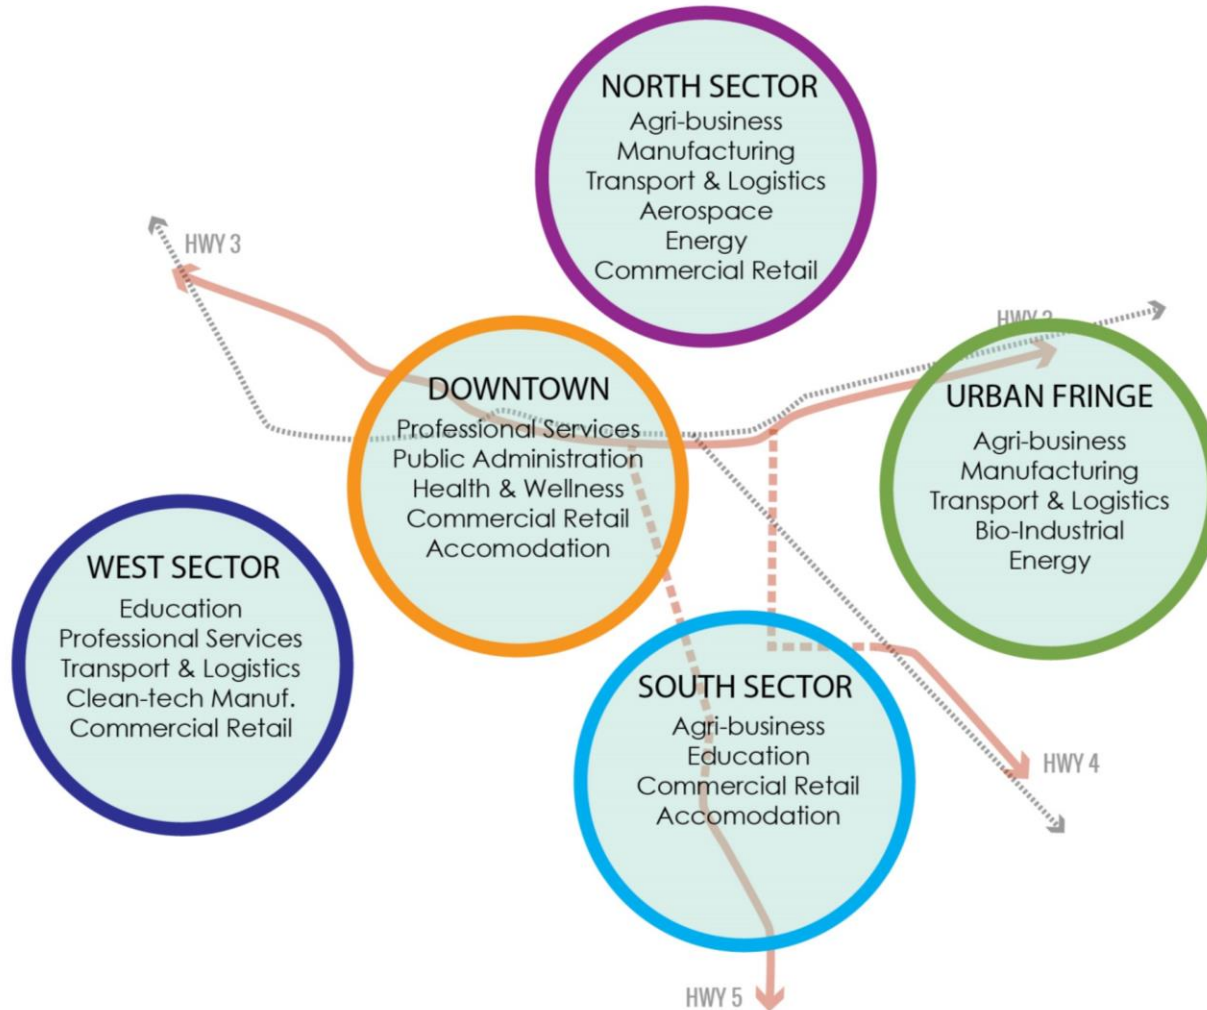 NORTH SECTOR
Agri-business
Manufacturing
Transport & Logistics
Aerospace
Energy
Commercial Retail
HWY 3
HWY
DOWNTOWN
Professional Services
Public Administration
Health & Wellness
Commercial Retail
Accomodation
URBAN FRINGE
Agri-business
Manufacturing
Transport & Logistics
Bio-Industrial
Energy
WEST SECTOR
Education
Professional Services
Transport & Logistics
Clean-tech Manuf.
Commercial Retail
SOUTH SECTOR
Agri-business
Education
Commercial Retail
Accomodation
HWY 4
HWY 5